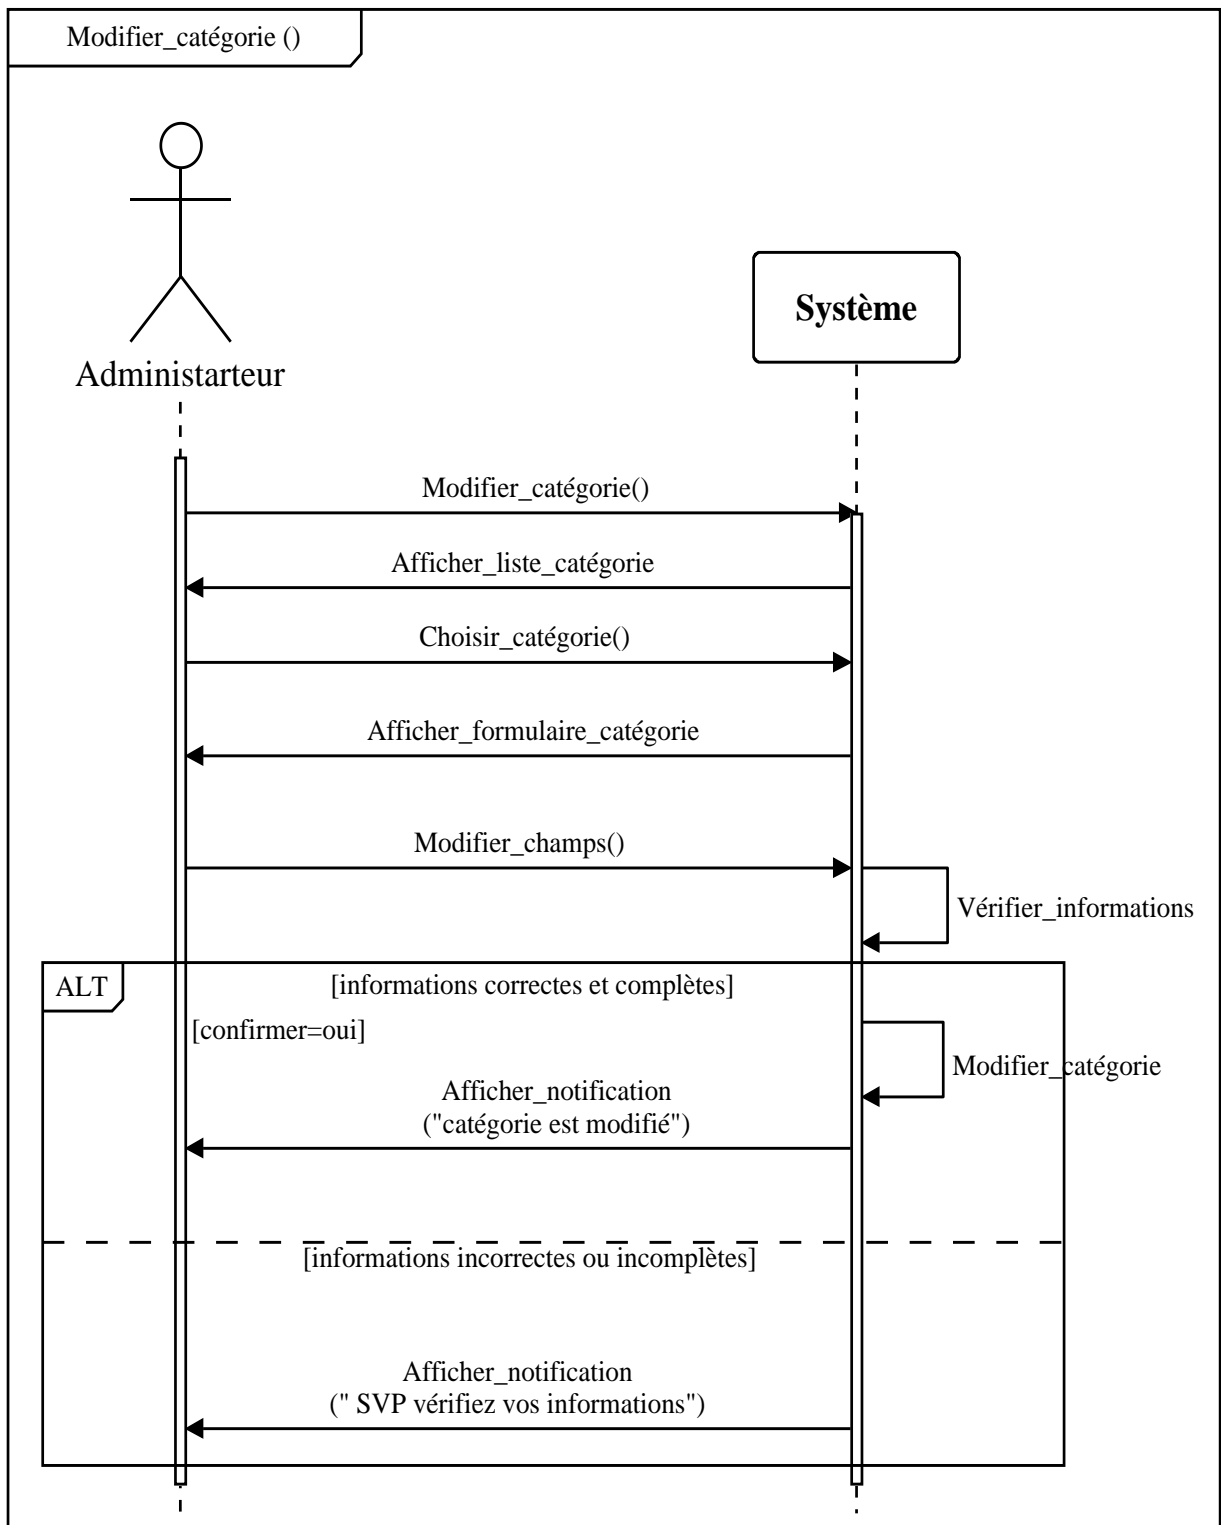 Modifier_catégorie ()
Système
Administarteur
Modifier_catégorie()
Afficher_liste_catégorie
Choisir_catégorie()
Afficher_formulaire_catégorie
Modifier_champs()
Vérifier_informations
ALT
[informations correctes et complètes]
[confirmer=oui]
Modifier_catégorie
Afficher_notification
("catégorie est modifié")
[informations incorrectes ou incomplètes]
Afficher_notification
(" SVP vérifiez vos informations")